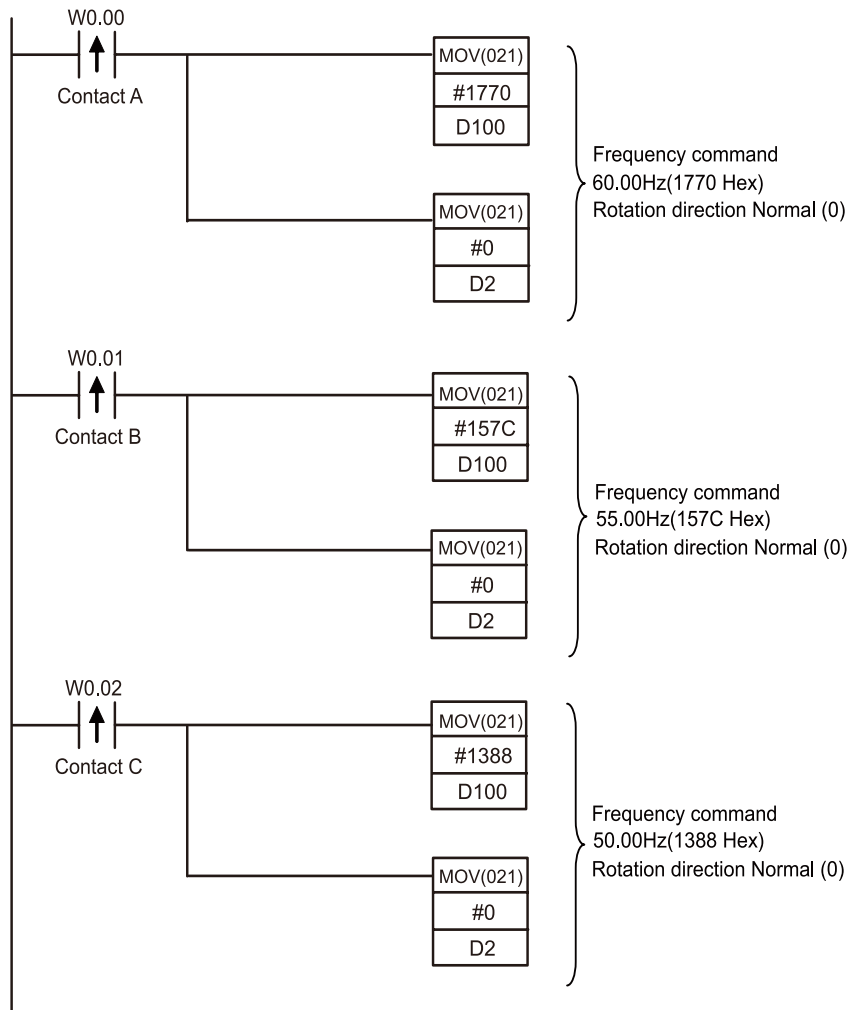 W0.00
Contact A
MOV(021)
#1770
D100
MOV(021)
#0
D2
Frequency command
60.00Hz(1770 Hex)
Rotation direction Normal (0)
W0.01
Contact B
MOV(021)
#157C
D100
MOV(021)
#0
D2
Frequency command
55.00Hz(157C Hex)
Rotation direction Normal (0)
W0.02
Contact C
MOV(021)
#1388
D100
MOV(021)
#0
D2
Frequency command
50.00Hz(1388 Hex)
Rotation direction Normal (0)